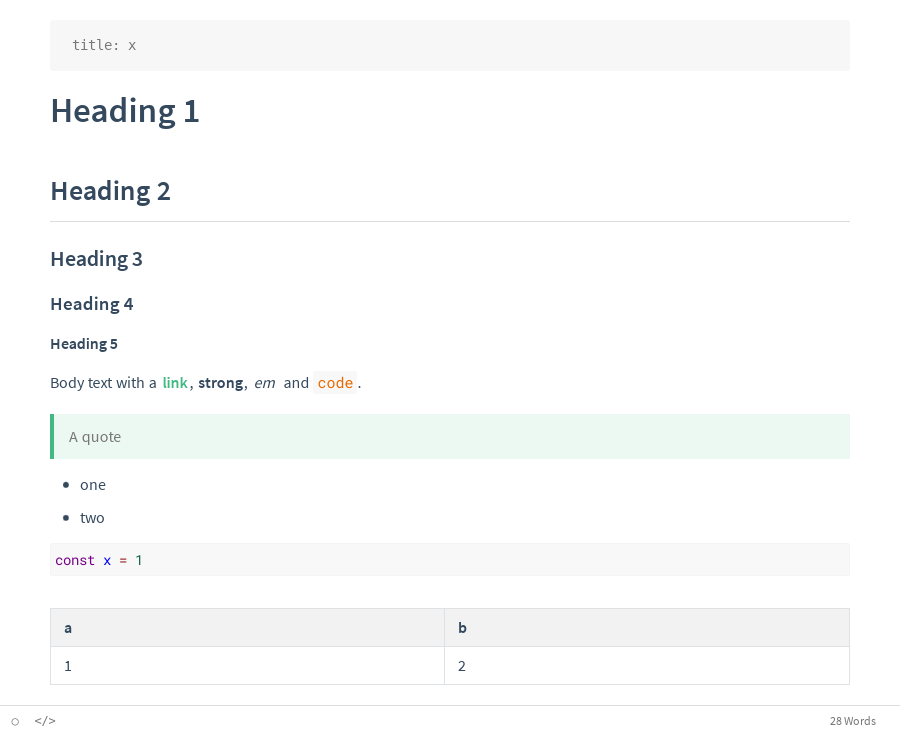 title: x
Heading 1
Heading 2
Heading 3
Heading 4
Heading 5
Body text with a link, strong, em and code.
A quote
one
two
const x = 1
a b
1 2
</> 28 Words